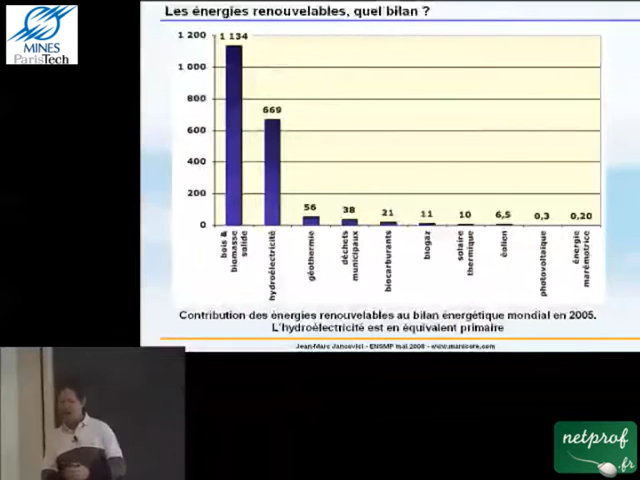 MINES
ParisTech
Les énergies renouvelables, quel bilan ?
1 200
1 000
800
600
400
200
0
1 134
669
56
38
21
11
10
6,5
0,3
0,20
bois &
biomasse
solide
hydroélectricité
géothermie
déchets
municipaux
biocarburants
biogaz
solaire
thermique
éolien
photovoltaïque
énergie
marémotrice
Contribution des énergies renouvelables au bilan énergétique mondial en 2005.
L'hydroélectricité est en équivalent primaire
Jean-Marc Jancovici - ENSMP mai 2008 - www.manicore.com
netprof
.fr